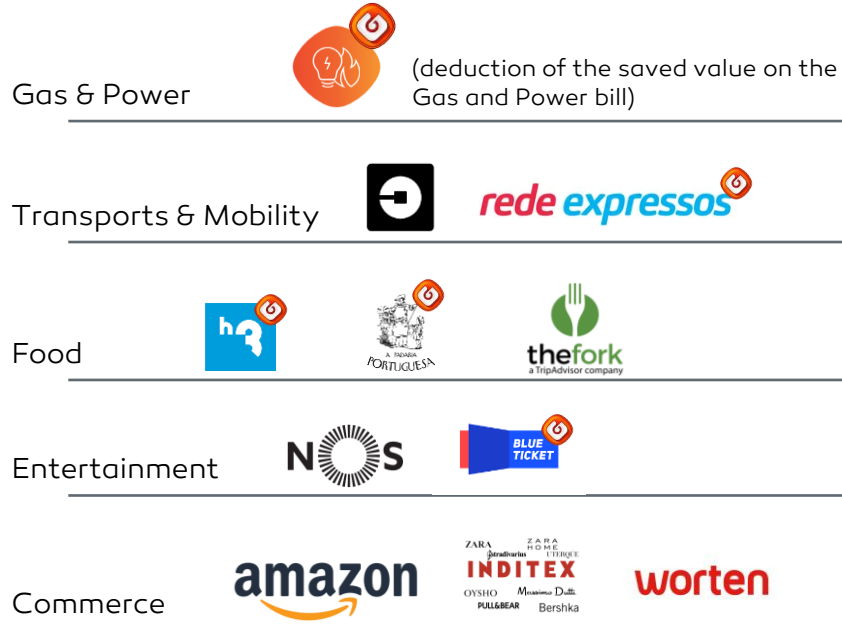 (deduction of the saved value on the
Gas & Power
Gas and Power bill)
Transports & Mobility
rede expressos
h3
Food
A PADARIA
PORTUGUESA
thefork
a TripAdvisor company
Entertainment
NOS
BLUE
TICKET
ZARA
ZARA
HOME
Stradivarius
UTERQUE
amazon
INDITEX
worten
OYSHO
Massimo Dutti
PULL&BEAR
Bershka
Commerce